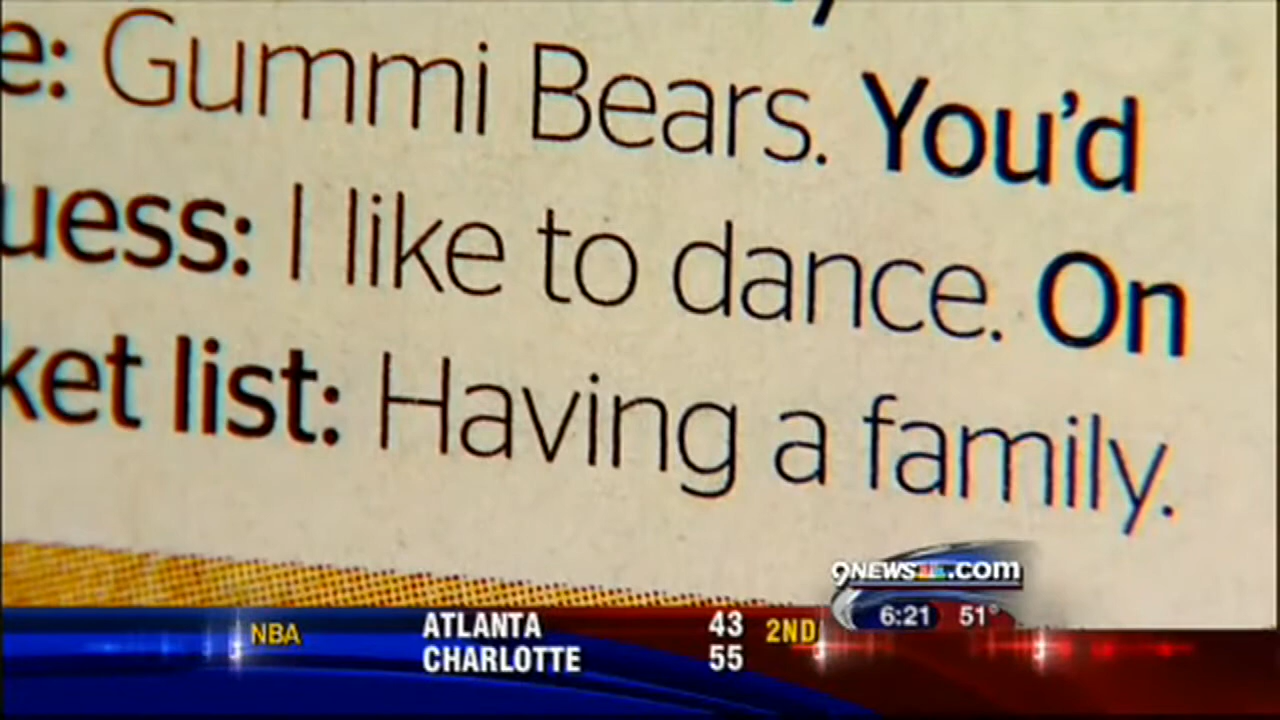 e: Gummi Bears. You'd
uess: I like to dance. On
ket list: Having a family.
9NEWS.com
6:21 51°
NBA ATLANTA 43 2ND
CHARLOTTE 55